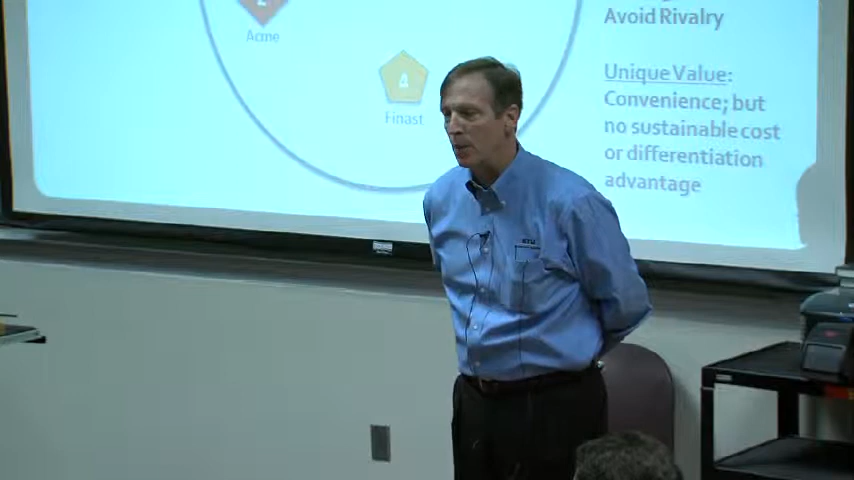 Acme
4
Finast
Avoid Rivalry
Unique Value:
Convenience; but
no sustainable cost
or differentiation
advantage